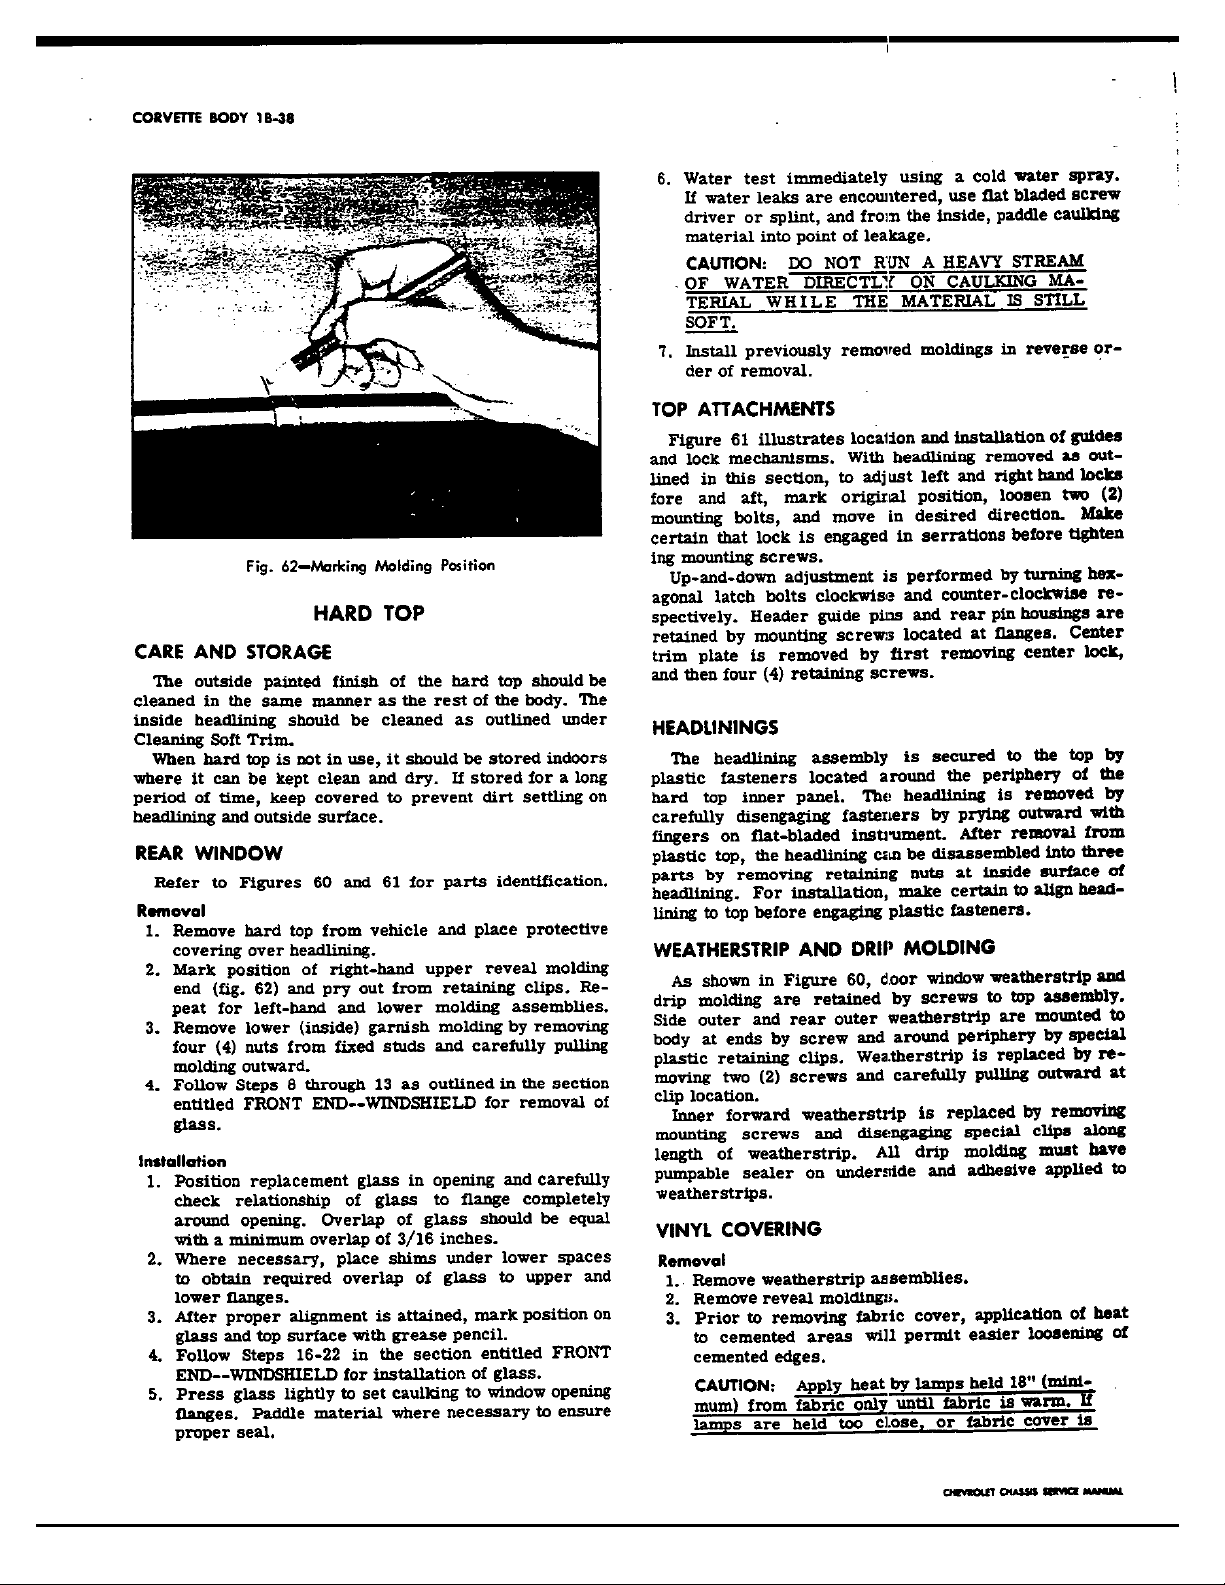 CORVETTE BODY 1B-38
Fig. 62—Marking Molding Position
HARD TOP
CARE AND STORAGE
The outside painted finish of the hard top should be
cleaned in the same manner as the rest of the body. The
inside headlining should be cleaned as outlined under
Cleaning Soft Trim.
When hard top is not in use, it should be stored indoors
where it can be kept clean and dry. If stored for a long
period of time, keep covered to prevent dirt settling on
headlining and outside surface.
REAR WINDOW
Refer to Figures 60 and 61 for parts identification.
Removal
1. Remove hard top from vehicle and place protective
covering over headlining.
2. Mark position of right-hand upper reveal molding
end (fig. 62) and pry out from retaining clips. Re-
peat for left-hand and lower molding assemblies.
3. Remove lower (inside) garnish molding by removing
four (4) nuts from fixed studs and carefully pulling
molding outward.
4. Follow Steps 8 through 13 as outlined in the section
entitled FRONT END--WINDSHIELD for removal of
glass.
Installation
1. Position replacement glass in opening and carefully
check relationship of glass to flange completely
around opening. Overlap of glass should be equal
with a minimum overlap of 3/16 inches.
2. Where necessary, place shims under lower spaces
to obtain required overlap of glass to upper and
lower flanges.
3. After proper alignment is attained, mark position on
glass and top surface with grease pencil.
4. Follow Steps 16-22 in the section entitled FRONT
END--WINDSHIELD for installation of glass.
5. Press glass lightly to set caulking to window opening
flanges. Paddle material where necessary to ensure
proper seal.
6. Water test immediately using a cold water spray.
If water leaks are encountered, use flat bladed screw
driver or splint, and from the inside, paddle caulking
material into point of leakage.
CAUTION: DO NOT RUN A HEAVY STREAM
OF WATER DIRECTLY ON CAULKING MA-
TERIAL WHILE THE MATERIAL IS STILL
SOFT.
7. Install previously removed moldings in reverse or-
der of removal.
TOP ATTACHMENTS
Figure 61 illustrates location and installation of guides
and lock mechanisms. With headlining removed as out-
lined in this section, to adjust left and right hand locks
fore and aft, mark original position, loosen two (2)
mounting bolts, and move in desired direction. Make
certain that lock is engaged in serrations before tighten
ing mounting screws.
Up-and-down adjustment is performed by turning hex-
agonal latch bolts clockwise and counter-clockwise re-
spectively. Header guide pins and rear pin housings are
retained by mounting screws located at flanges. Center
trim plate is removed by first removing center lock,
and then four (4) retaining screws.
HEADLININGS
The headlining assembly is secured to the top by
plastic fasteners located around the periphery of the
hard top inner panel. The headlining is removed by
carefully disengaging fasteners by prying outward with
fingers on flat-bladed instrument. After removal from
plastic top, the headlining can be disassembled into three
parts by removing retaining nuts at inside surface of
headlining. For installation, make certain to align head-
lining to top before engaging plastic fasteners.
WEATHERSTRIP AND DRIP MOLDING
As shown in Figure 60, door window weatherstrip and
drip molding are retained by screws to top assembly.
Side outer and rear outer weatherstrip are mounted to
body at ends by screw and around periphery by special
plastic retaining clips. Weatherstrip is replaced by re-
moving two (2) screws and carefully pulling outward at
clip location.
Inner forward weatherstrip is replaced by removing
mounting screws and disengaging special clips along
length of weatherstrip. All drip molding must have
pumpable sealer on underside and adhesive applied to
weatherstrips.
VINYL COVERING
Removal
1. Remove weatherstrip assemblies.
2. Remove reveal moldings.
3. Prior to removing fabric cover, application of heat
to cemented areas will permit easier loosening of
cemented edges.
CAUTION: Apply heat by lamps held 18" (mini-
mum) from fabric only until fabric is warm. If
lamps are held too close, or fabric cover is
CHEVROLET CHASSIS SERVICE MANUAL